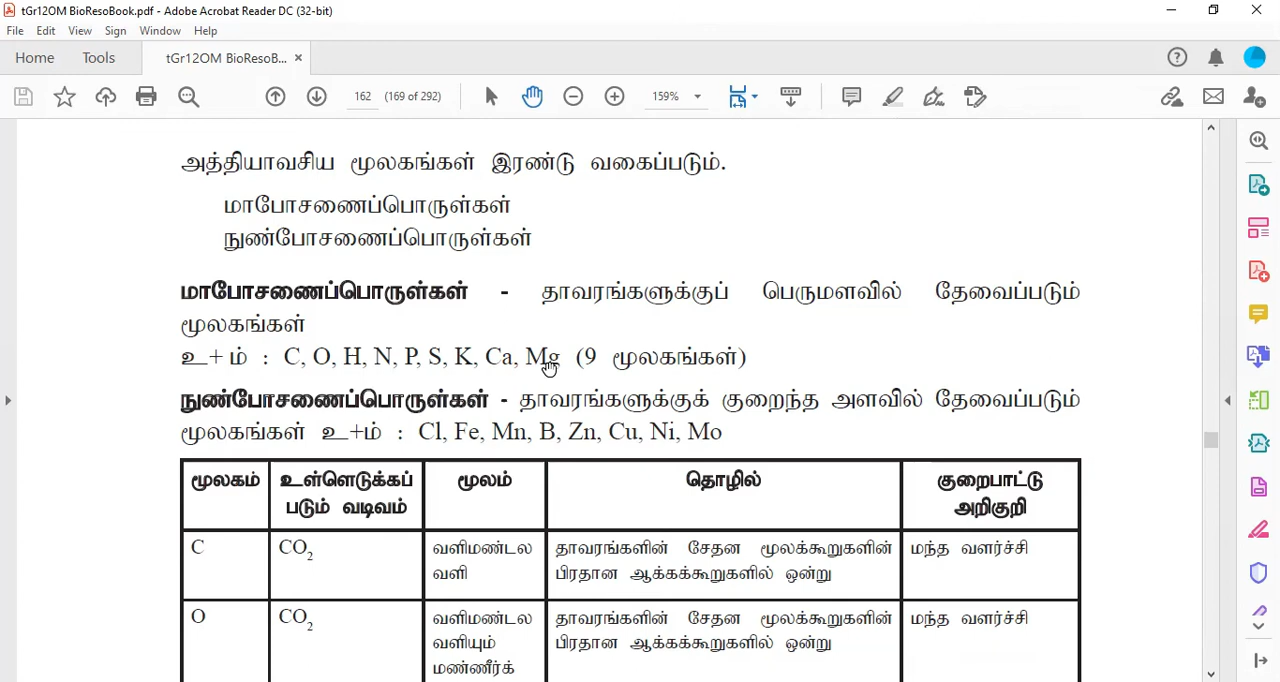 tGr12OM BioResoBook.pdf - Adobe Acrobat Reader DC (32-bit)
File Edit View Sign Window Help
Home Tools tGr12OM BioResoB... ×
162 (169 of 292) 159%
அத்தியாவசிய மூலகங்கள் இரண்டு வகைப்படும்.
மாபோசணைப்பொருள்கள்
நுண்போசணைப்பொருள்கள்
மாபோசணைப்பொருள்கள் - தாவரங்களுக்குப் பெருமளவில் தேவைப்படும்
மூலகங்கள்
உ+ ம் : C, O, H, N, P, S, K, Ca, Mg (9 மூலகங்கள்)
நுண்போசணைப்பொருள்கள் - தாவரங்களுக்குக் குறைந்த அளவில் தேவைப்படும்
மூலகங்கள் உ+ம் : Cl, Fe, Mn, B, Zn, Cu, Ni, Mo
மூலகம் உள்ளெடுக்கப் மூலம் தொழில் குறைபாட்டு
படும் வடிவம் அறிகுறி
C CO₂ வளிமண்டல தாவரங்களின் சேதன மூலக்கூறுகளின் மந்த வளர்ச்சி
வளி பிரதான ஆக்கக்கூறுகளில் ஒன்று
O CO₂ வளிமண்டல தாவரங்களின் சேதன மூலக்கூறுகளின் மந்த வளர்ச்சி
வளியும் பிரதான ஆக்கக்கூறுகளில் ஒன்று
மண்ணீர்க்